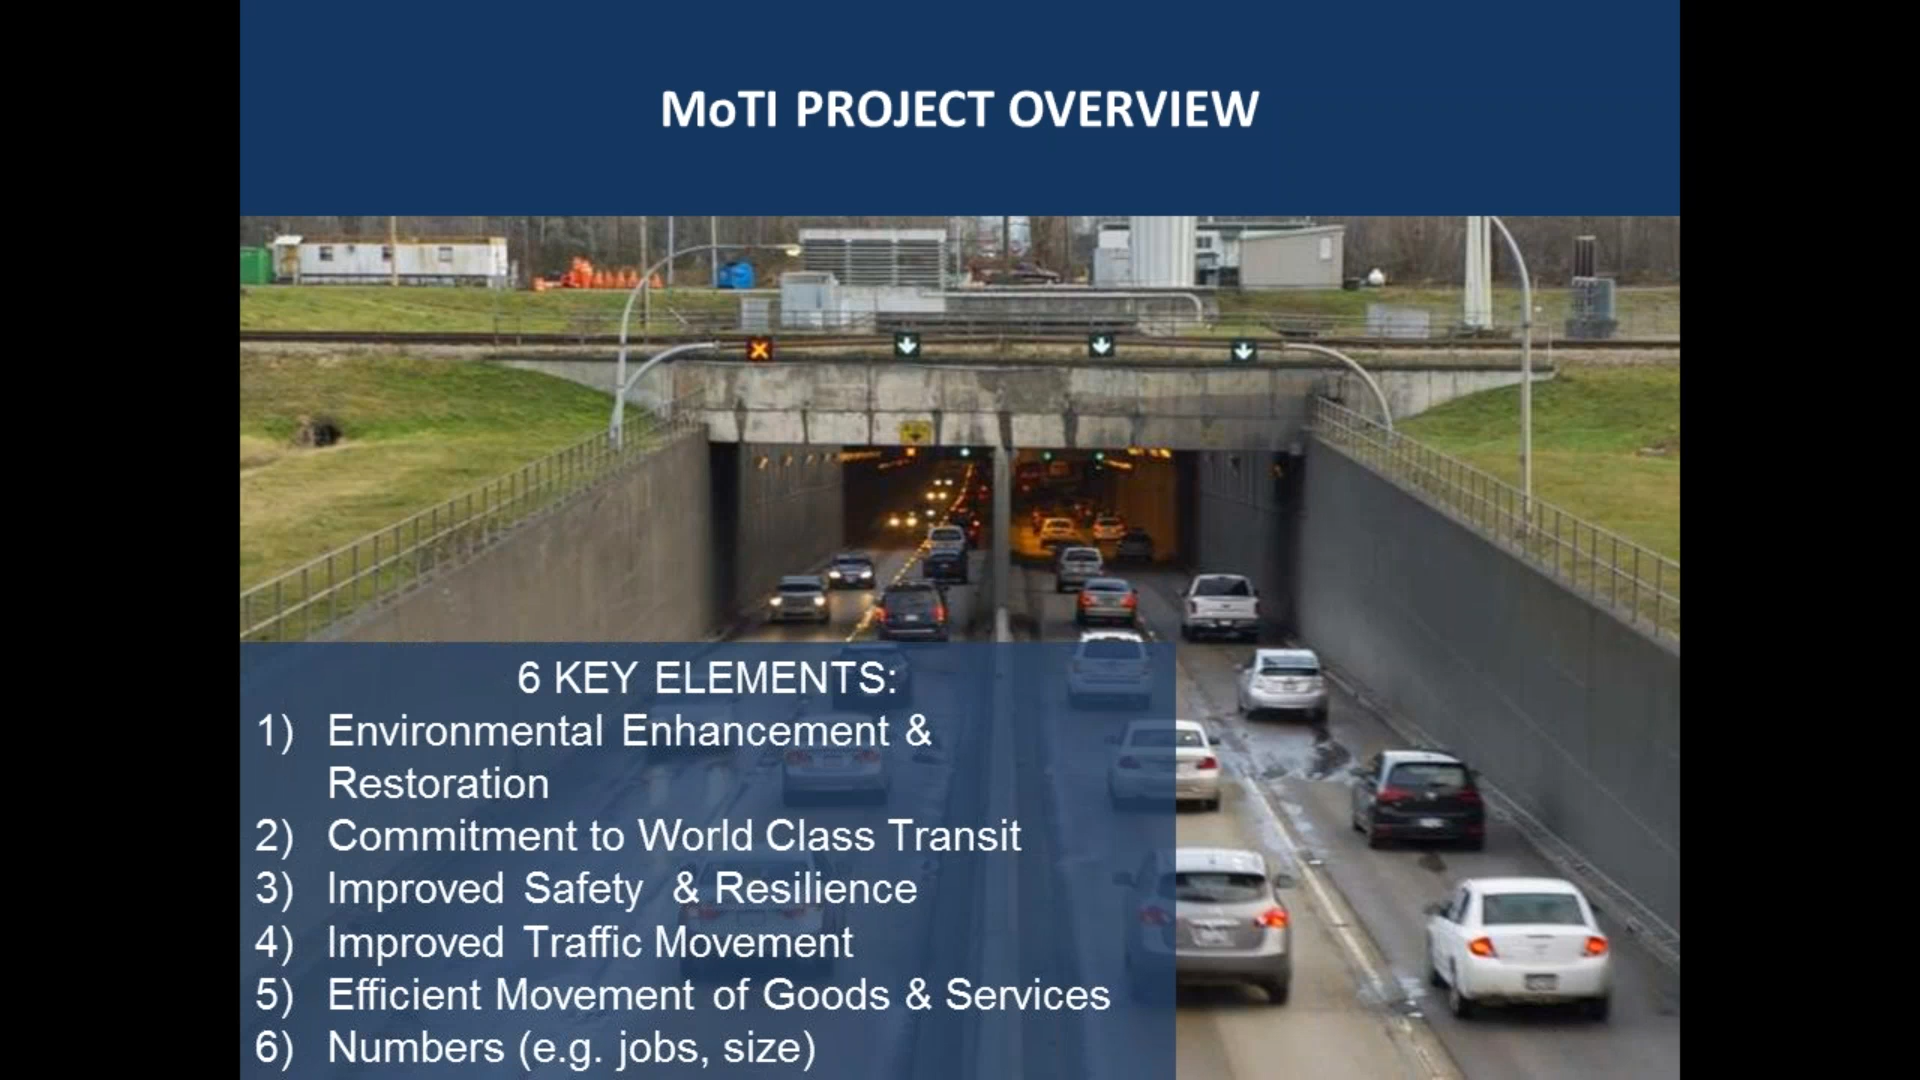 MoTI PROJECT OVERVIEW
6 KEY ELEMENTS:
1) Environmental Enhancement &
Restoration
2) Commitment to World Class Transit
3) Improved Safety & Resilience
4) Improved Traffic Movement
5) Efficient Movement of Goods & Services
6) Numbers (e.g. jobs, size)